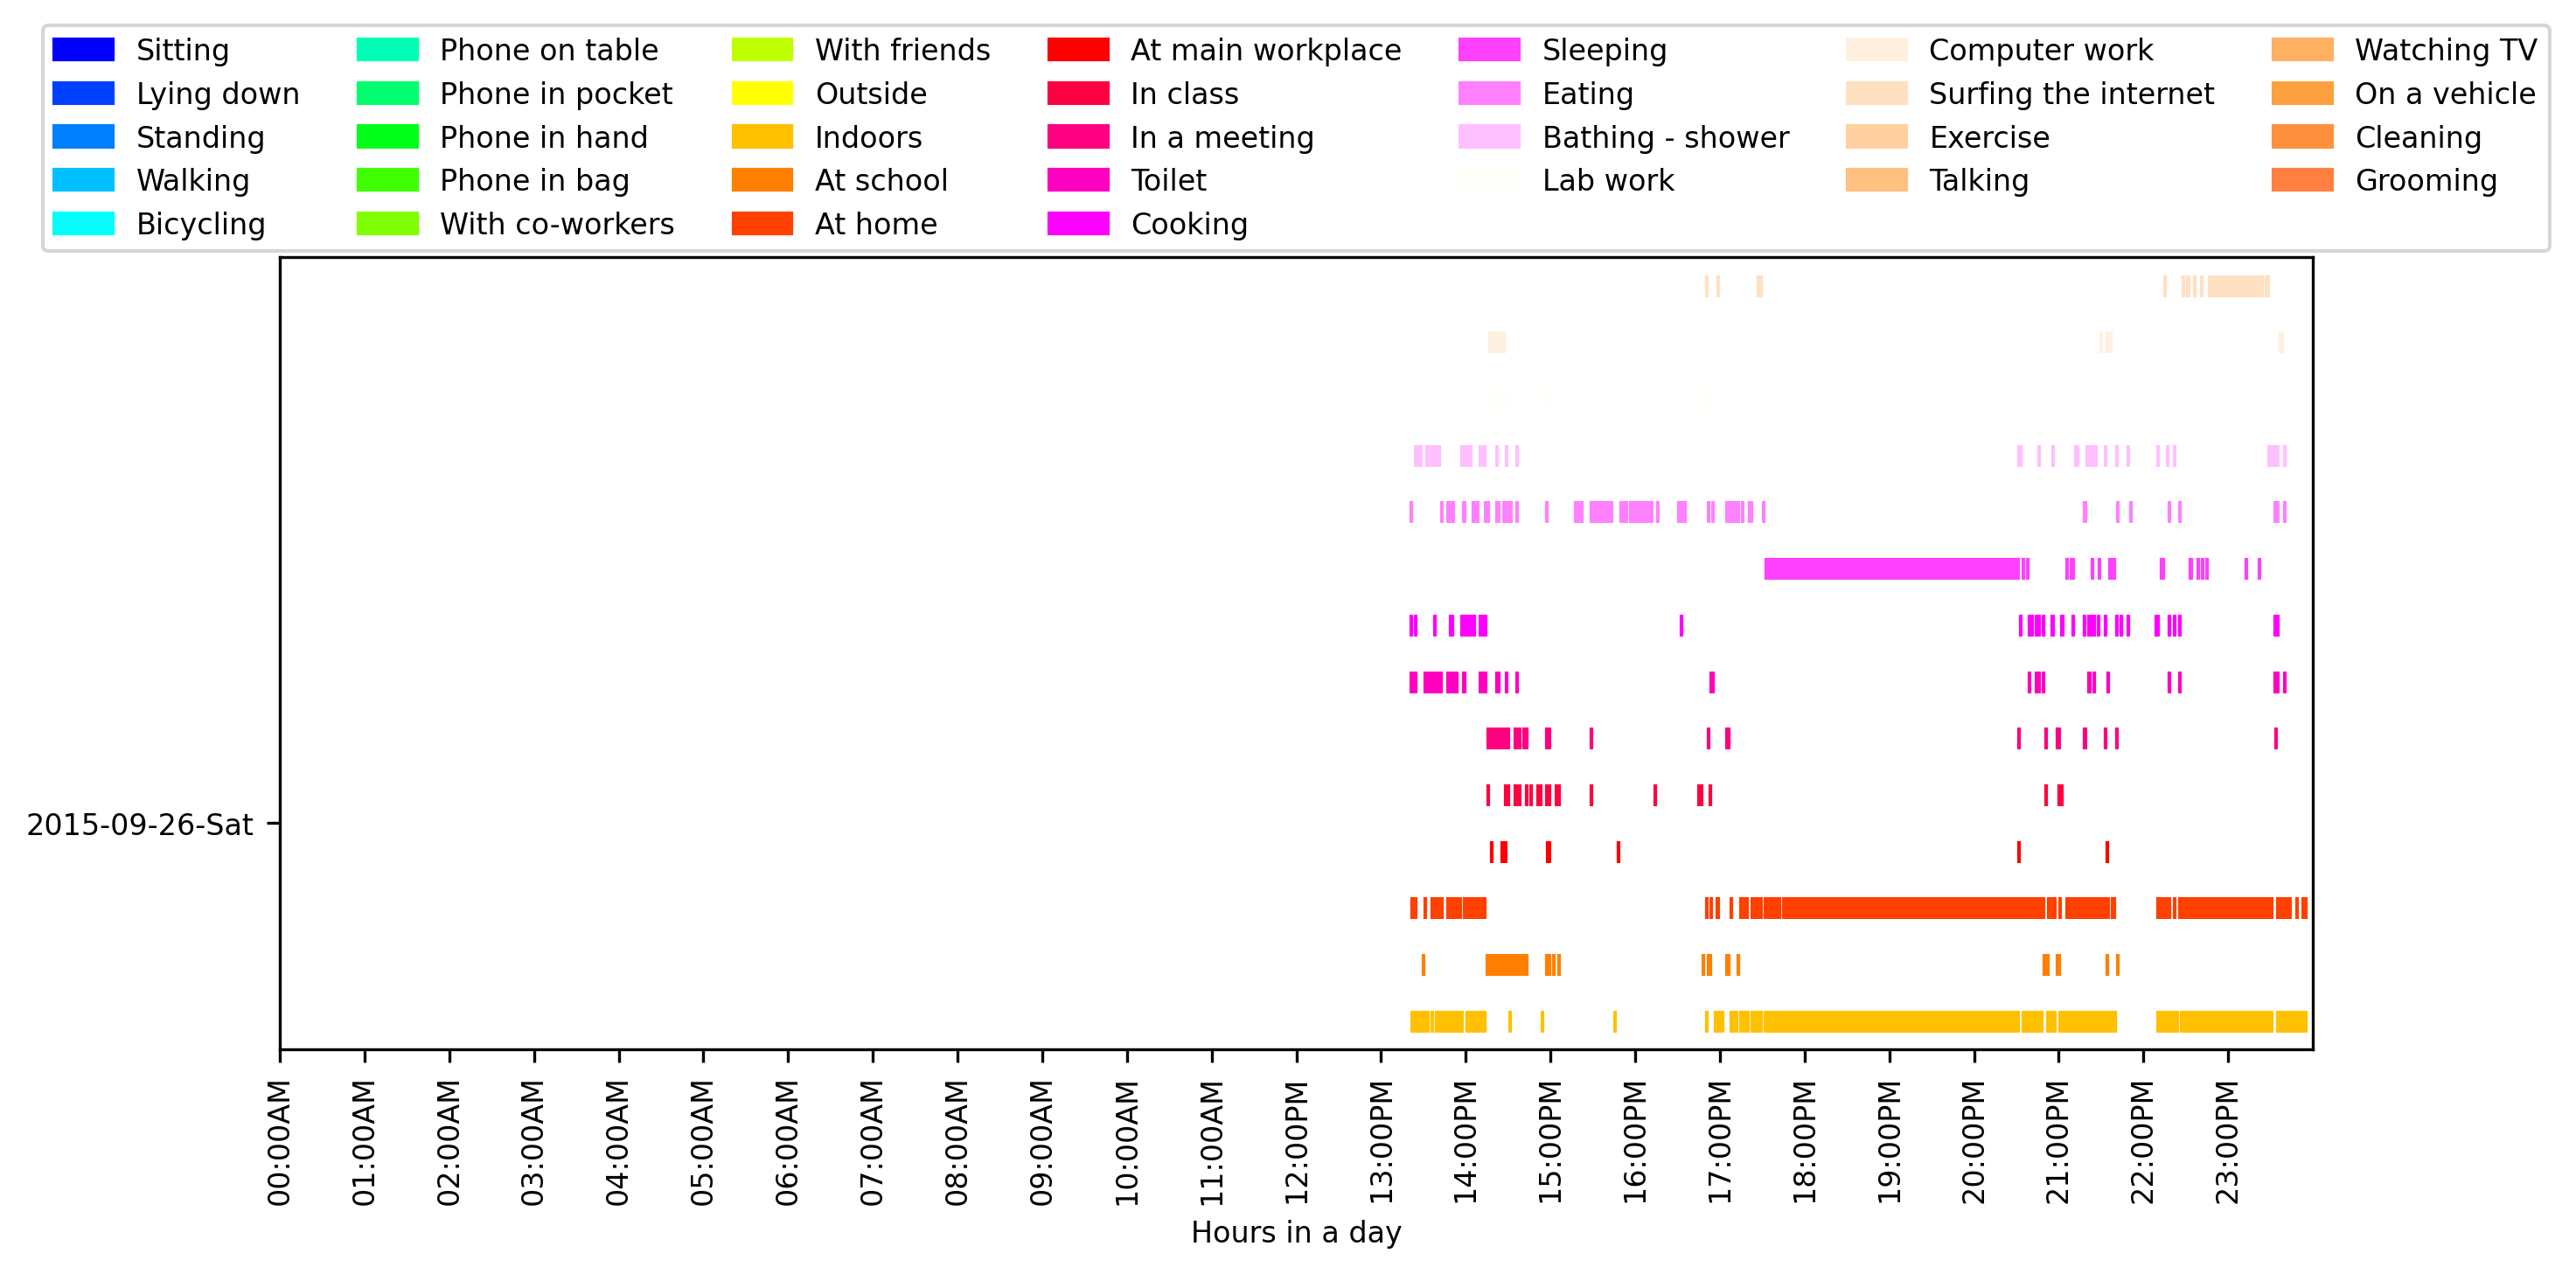 Sitting
Lying down
Standing
Walking
Bicycling
Phone on table
Phone in pocket
Phone in hand
Phone in bag
With co-workers
With friends
Outside
Indoors
At school
At home
At main workplace
In class
In a meeting
Toilet
Cooking
Sleeping
Eating
Bathing - shower
Lab work
Computer work
Surfing the internet
Exercise
Talking
Watching TV
On a vehicle
Cleaning
Grooming
2015-09-26-Sat
00:00AM
01:00AM
02:00AM
03:00AM
04:00AM
05:00AM
06:00AM
07:00AM
08:00AM
09:00AM
10:00AM
11:00AM
12:00PM
13:00PM
14:00PM
15:00PM
16:00PM
17:00PM
18:00PM
19:00PM
20:00PM
21:00PM
22:00PM
23:00PM
Hours in a day